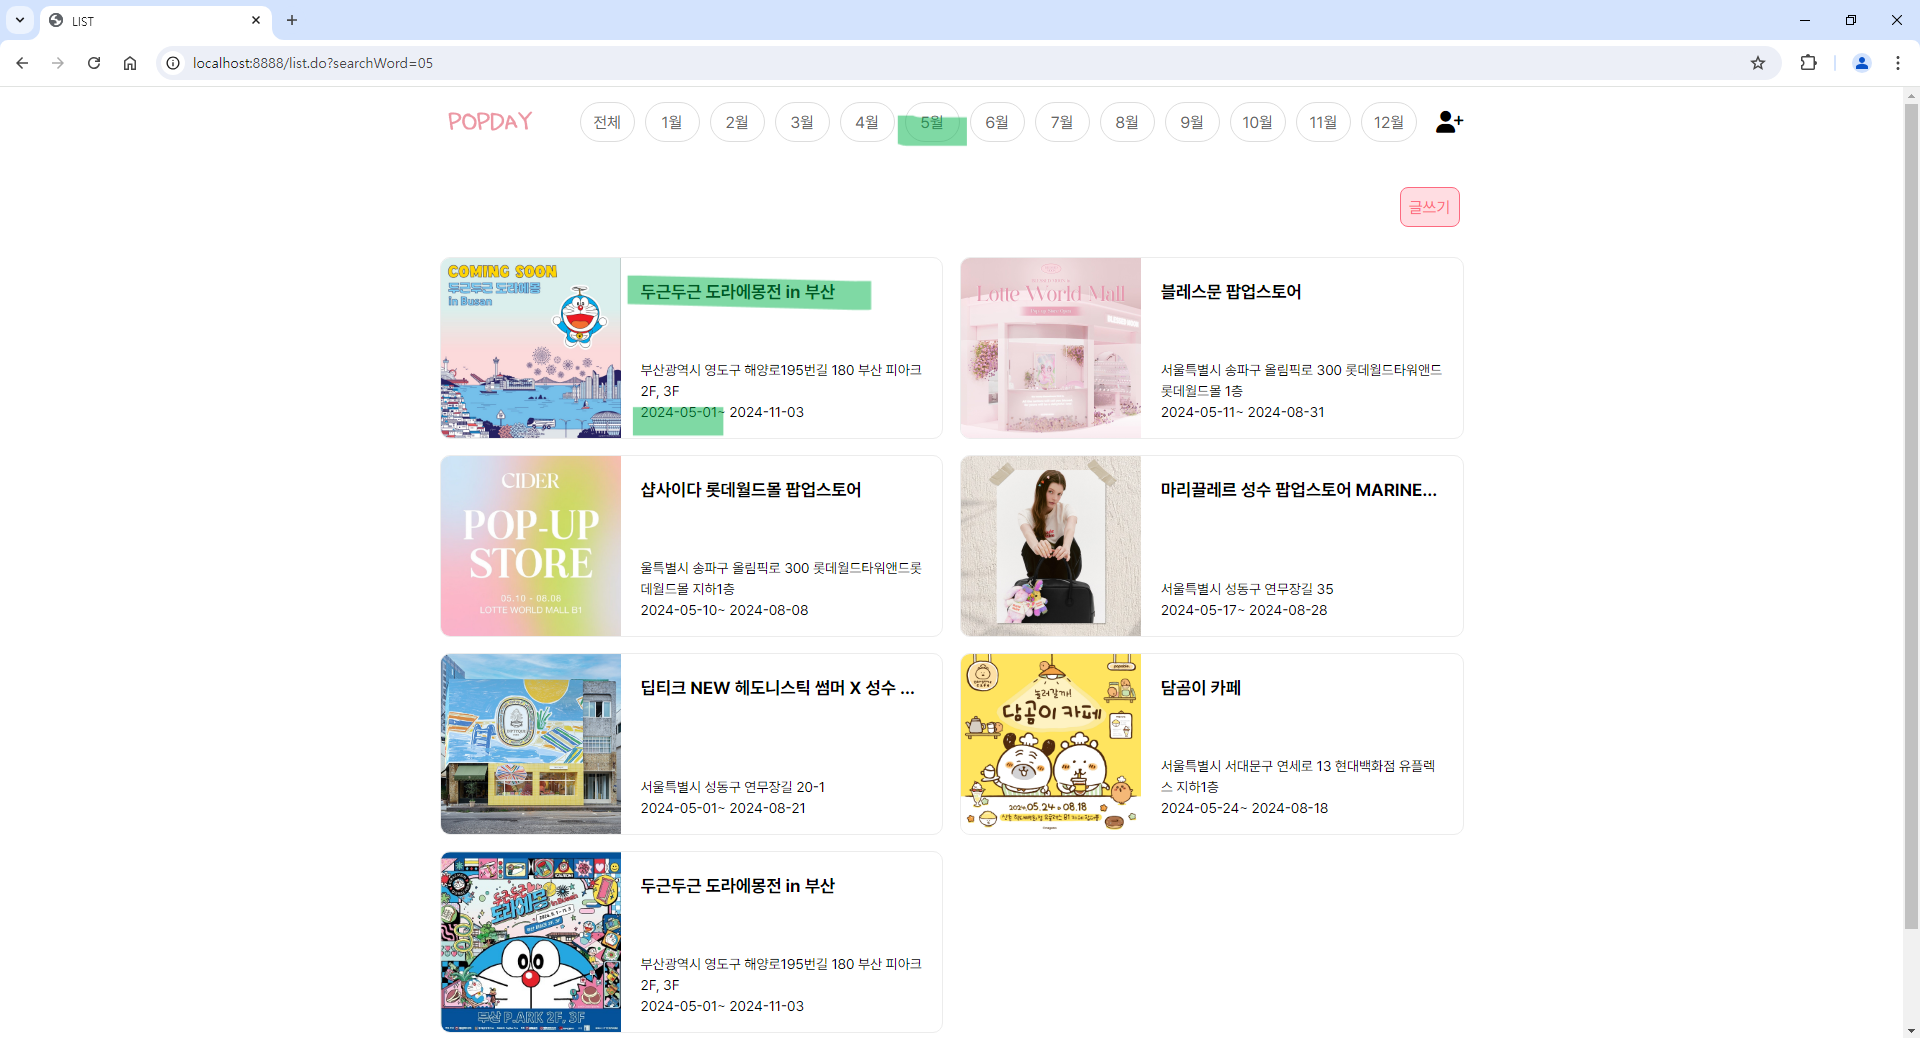 LIST
localhost:8888/list.do?searchWord=05
POPDAY
전체 1월 2월 3월 4월 5월 6월 7월 8월 9월 10월 11월 12월
글쓰기
COMING SOON
두근두근 도라에몽
In Busan
두근두근 도라에몽전 in 부산
부산광역시 영도구 해양로195번길 180 부산 피아크
2F, 3F
2024-05-01~ 2024-11-03
Lotte World Mall
블레스문 팝업스토어
서울특별시 송파구 올림픽로 300 롯데월드타워앤드
롯데월드몰 1층
2024-05-11~ 2024-08-31
CIDER
POP-UP
STORE
05.10 - 08.08
LOTTE WORLD MALL B1
샵사이다 롯데월드몰 팝업스토어
울특별시 송파구 올림픽로 300 롯데월드타워앤드롯
데월드몰 지하1층
2024-05-10~ 2024-08-08
마리끌레르 성수 팝업스토어 MARINE...
서울특별시 성동구 연무장길 35
2024-05-17~ 2024-08-28
딥티크 NEW 헤도니스틱 썸머 X 성수 ...
서울특별시 성동구 연무장길 20-1
2024-05-01~ 2024-08-21
놀러갈까!
담곰이 카페
2024.05.24 08.18
담곰이 카페
서울특별시 서대문구 연세로 13 현대백화점 유플렉
스 지하1층
2024-05-24~ 2024-08-18
두근두근
도라에몽
in Busan
부산 P.ARK 2F, 3F
두근두근 도라에몽전 in 부산
부산광역시 영도구 해양로195번길 180 부산 피아크
2F, 3F
2024-05-01~ 2024-11-03